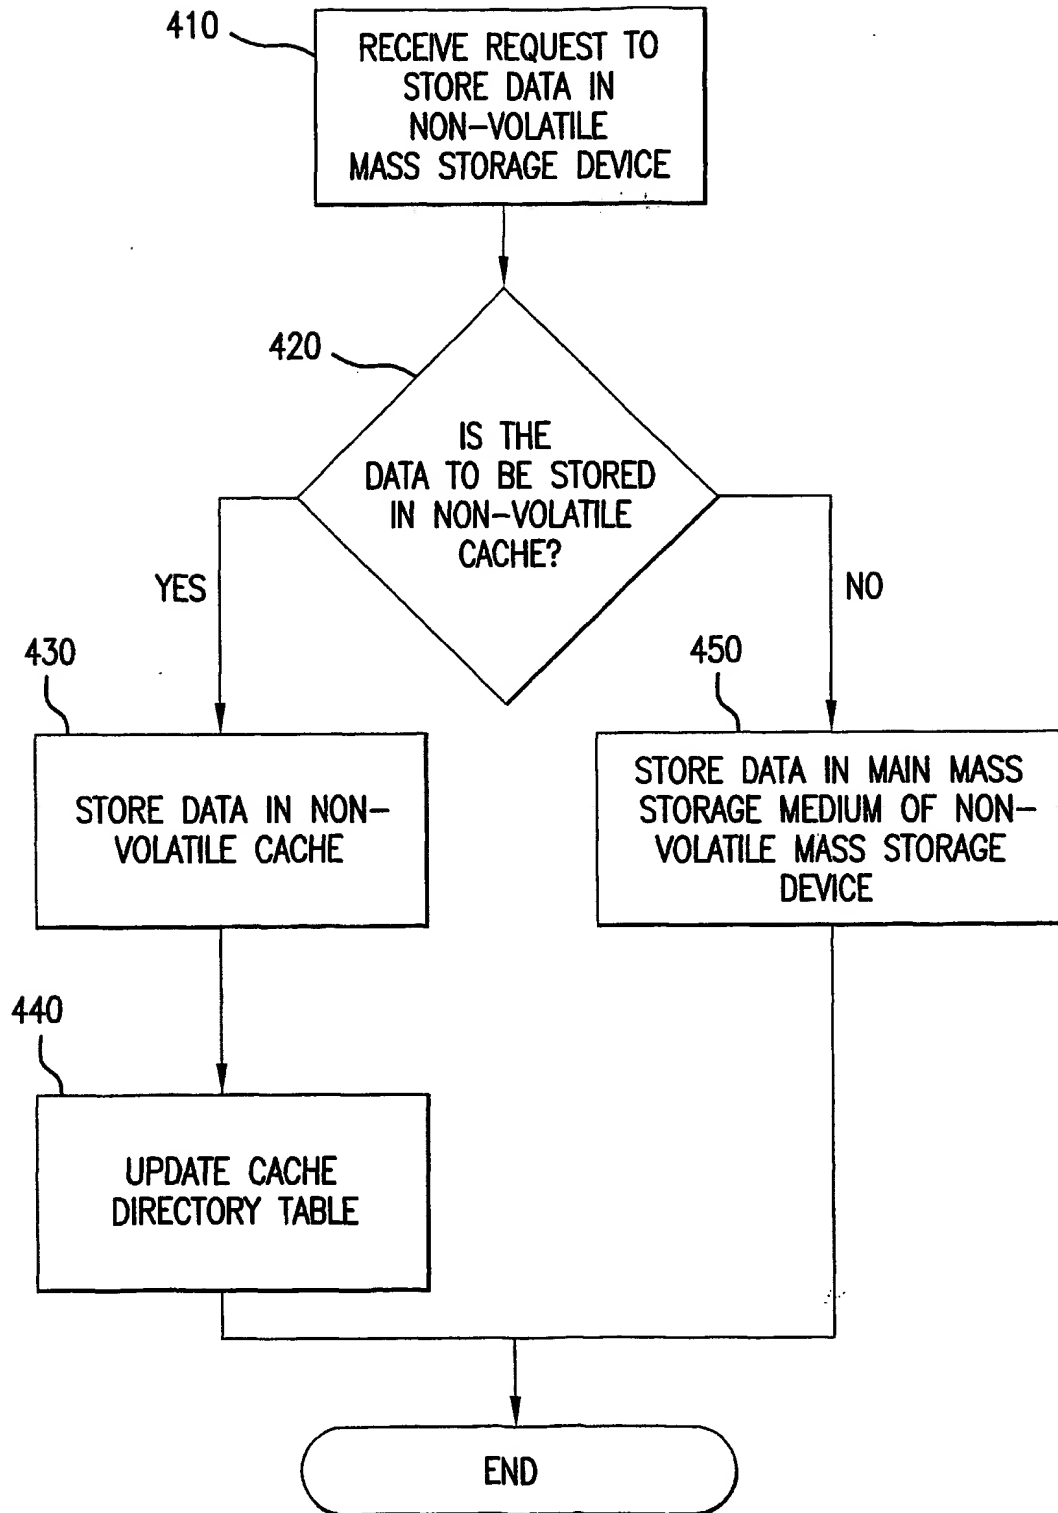 410
RECEIVE REQUEST TO
STORE DATA IN
NON-VOLATILE
MASS STORAGE DEVICE
420
IS THE
DATA TO BE STORED
IN NON-VOLATILE
CACHE?
YES
NO
430
STORE DATA IN NON-
VOLATILE CACHE
450
STORE DATA IN MAIN MASS
STORAGE MEDIUM OF NON-
VOLATILE MASS STORAGE
DEVICE
440
UPDATE CACHE
DIRECTORY TABLE
END